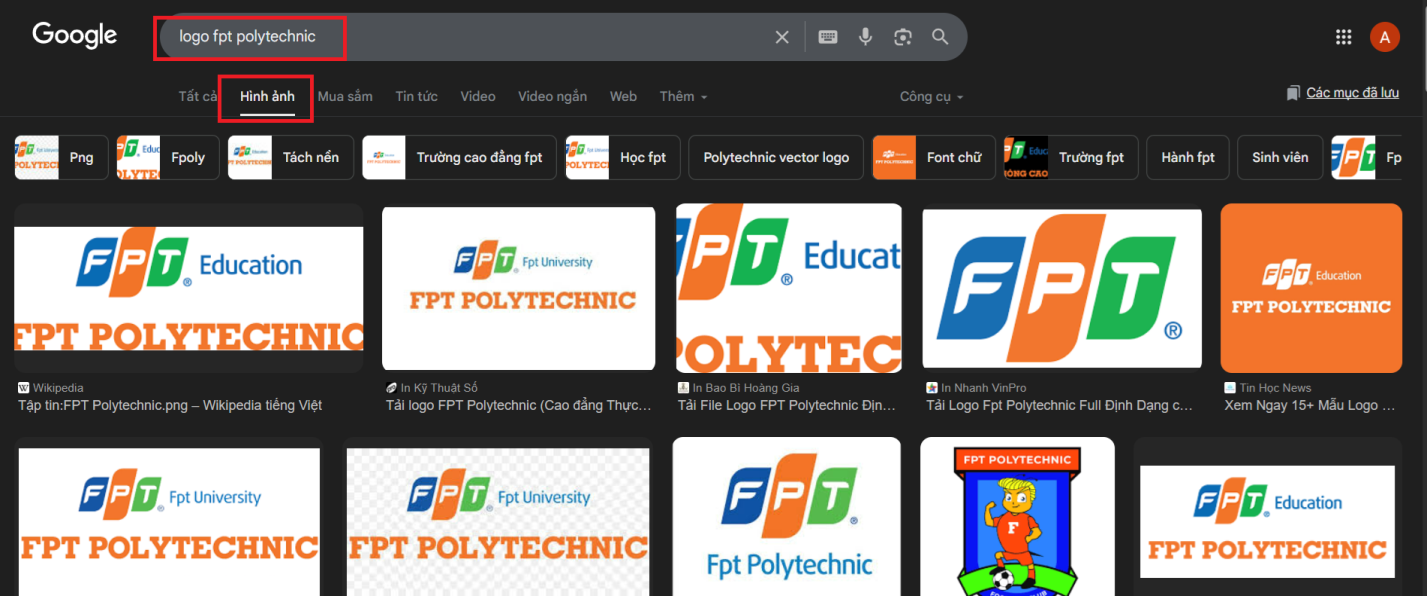 Google
logo fpt polytechnic
A
Tất cả Hình ảnh Mua sắm Tin tức Video Video ngắn Web Thêm Công cụ Các mục đã lưu
Png Fpoly Tách nền Trường cao đẳng fpt Học fpt Polytechnic vector logo Font chữ Trường fpt Hành fpt Sinh viên Fp
FPT® Education
FPT POLYTECHNIC
FPT Fpt University
FPT POLYTECHNIC
FPT® Educat
POLYTEC
FPT®
FPT Education
FPT POLYTECHNIC
Wikipedia
Tập tin:FPT Polytechnic.png – Wikipedia tiếng Việt
In Kỹ Thuật Số
Tải logo FPT Polytechnic (Cao đẳng Thực...
In Bao Bì Hoàng Gia
Tải File Logo FPT Polytechnic Địn...
In Nhanh VinPro
Tải Logo Fpt Polytechnic Full Định Dạng c...
Tin Học News
Xem Ngay 15+ Mẫu Logo ...
FPT Fpt University
FPT POLYTECHNIC
FPT Fpt University
FPT POLYTECHNIC
FPT
Fpt Polytechnic
FPT POLYTECHNIC
F
FPT Education
FPT POLYTECHNIC